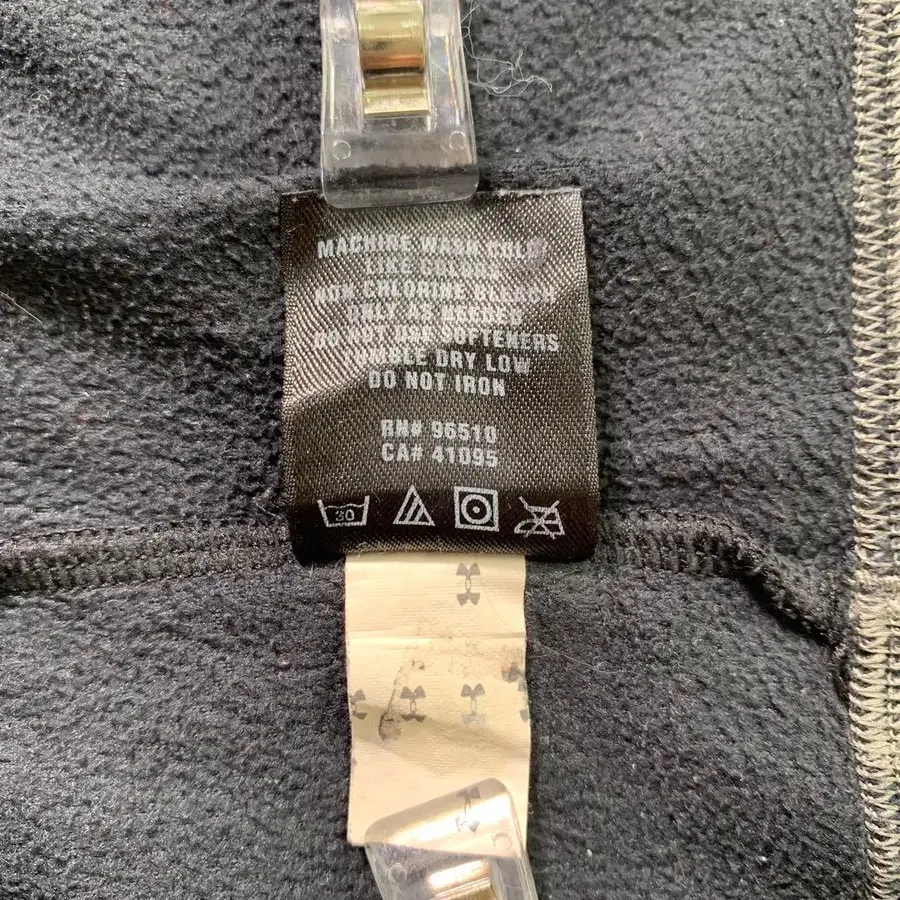 MACHINE WASH COLD
LIKE COLORS
NON-CHLORINE BLEACH
ONLY AS NEEDED
DO NOT USE SOFTENERS
TUMBLE DRY LOW
DO NOT IRON
RN# 96510
CA# 41095
30